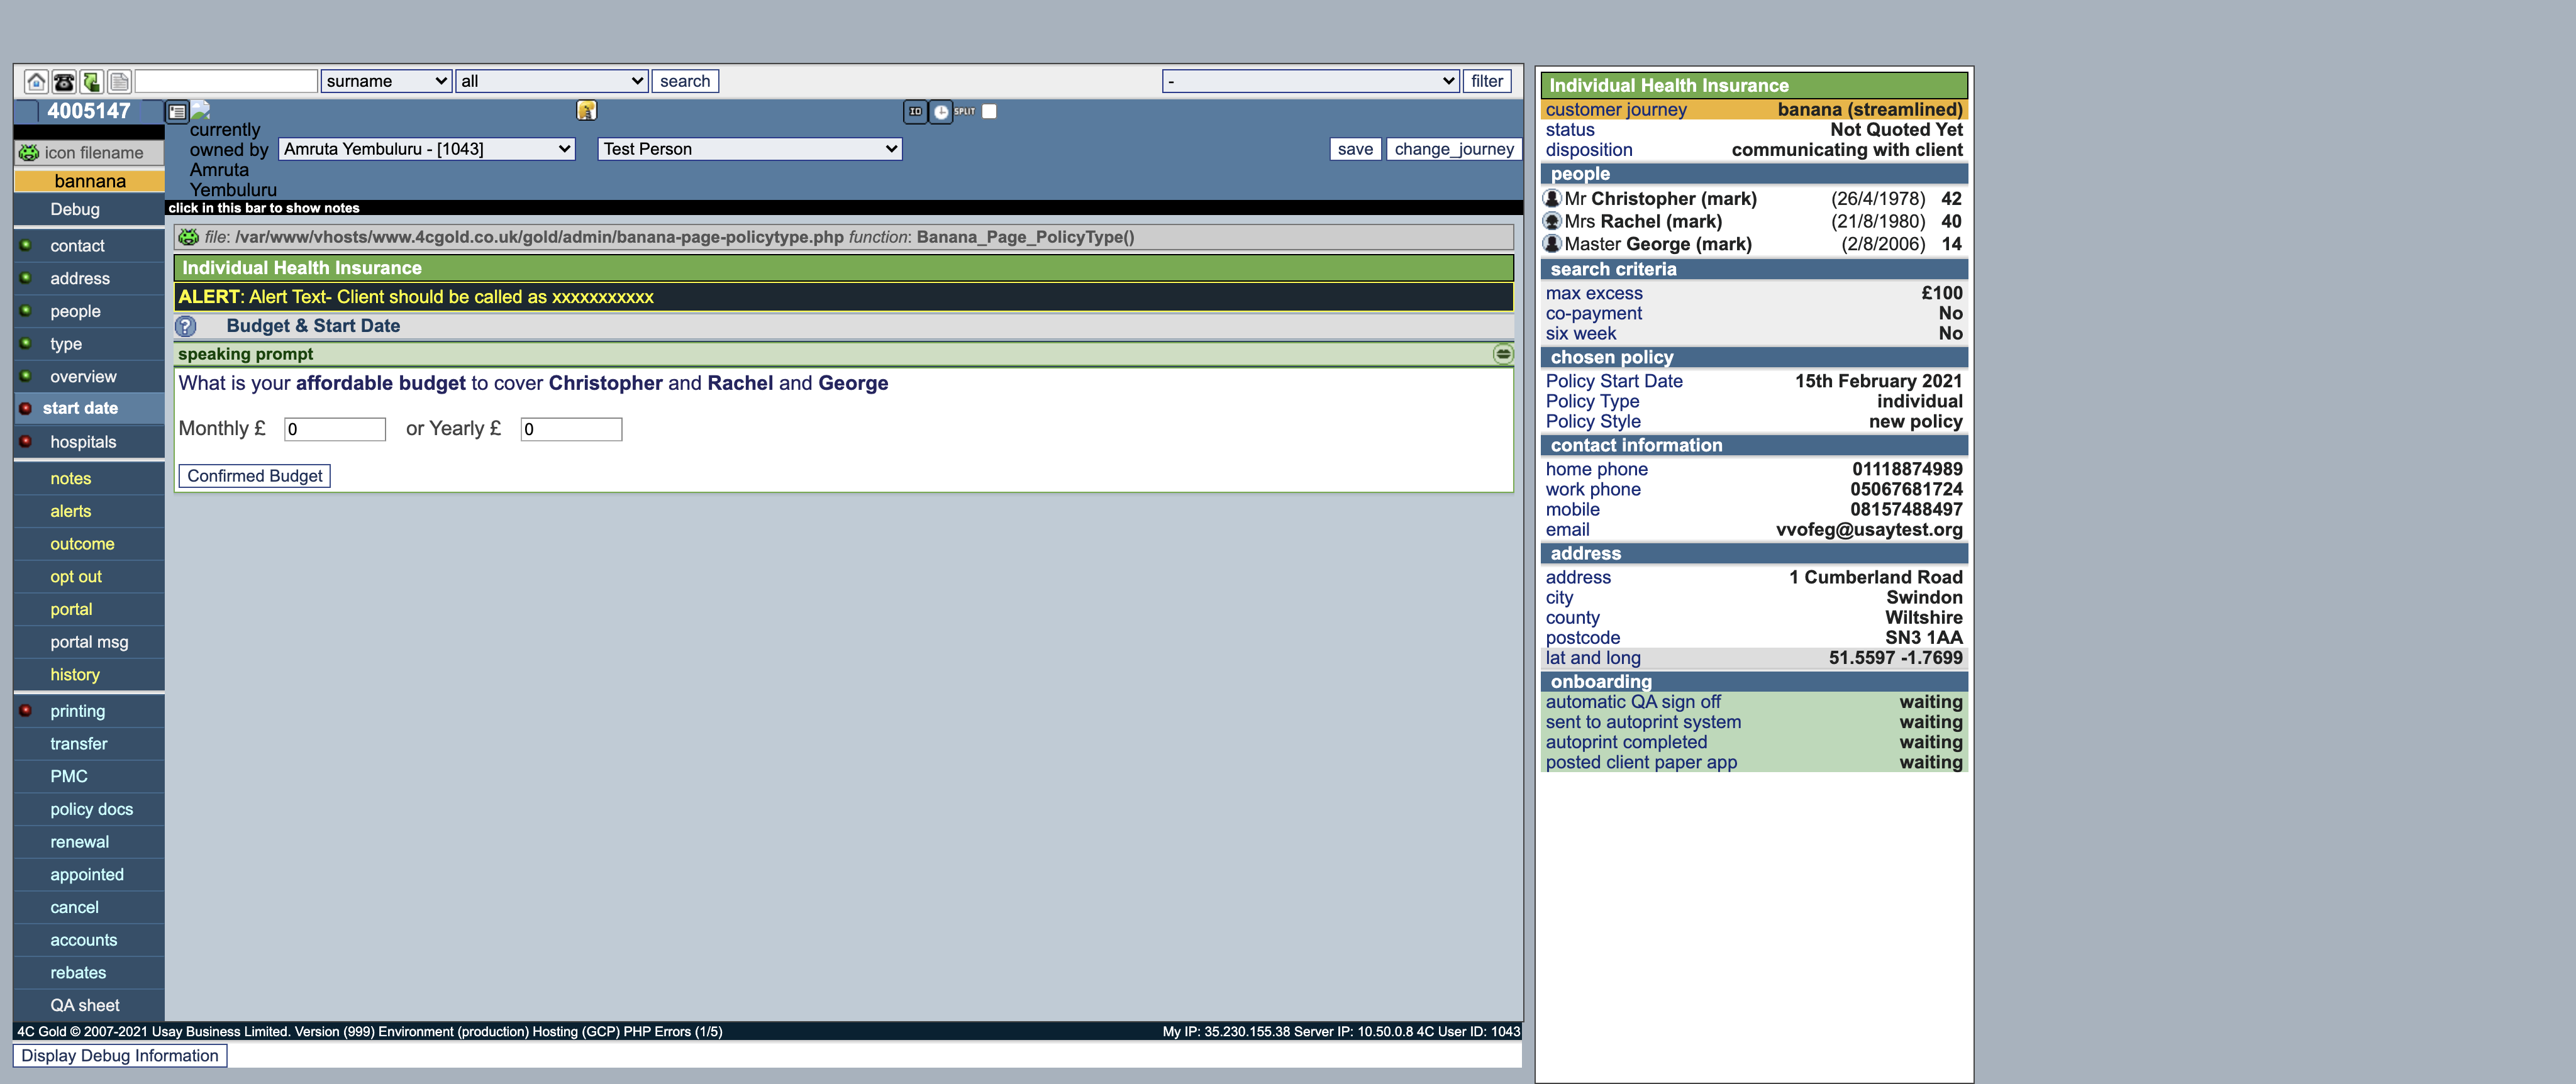 surname all search - filter
4005147 ID SPLIT
currently
owned by
Amruta
Yembuluru
Amruta Yembuluru - [1043] Test Person save change_journey
icon filename
bannana
Debug
contact
address
people
type
overview
start date
hospitals
notes
alerts
outcome
opt out
portal
portal msg
history
printing
transfer
PMC
policy docs
renewal
appointed
cancel
accounts
rebates
QA sheet
click in this bar to show notes
file: /var/www/vhosts/www.4cgold.co.uk/gold/admin/banana-page-policytype.php function: Banana_Page_PolicyType()
Individual Health Insurance
ALERT: Alert Text- Client should be called as xxxxxxxxxxx
? Budget & Start Date
speaking prompt
What is your affordable budget to cover Christopher and Rachel and George
Monthly £ 0 or Yearly £ 0
Confirmed Budget
4C Gold © 2007-2021 Usay Business Limited. Version (999) Environment (production) Hosting (GCP) PHP Errors (1/5) My IP: 35.230.155.38 Server IP: 10.50.0.8 4C User ID: 1043
Display Debug Information
Individual Health Insurance
customer journey banana (streamlined)
status Not Quoted Yet
disposition communicating with client
people
Mr Christopher (mark) (26/4/1978) 42
Mrs Rachel (mark) (21/8/1980) 40
Master George (mark) (2/8/2006) 14
search criteria
max excess £100
co-payment No
six week No
chosen policy
Policy Start Date 15th February 2021
Policy Type individual
Policy Style new policy
contact information
home phone 01118874989
work phone 05067681724
mobile 08157488497
email vvofeg@usaytest.org
address
address 1 Cumberland Road
city Swindon
county Wiltshire
postcode SN3 1AA
lat and long 51.5597 -1.7699
onboarding
automatic QA sign off waiting
sent to autoprint system waiting
autoprint completed waiting
posted client paper app waiting